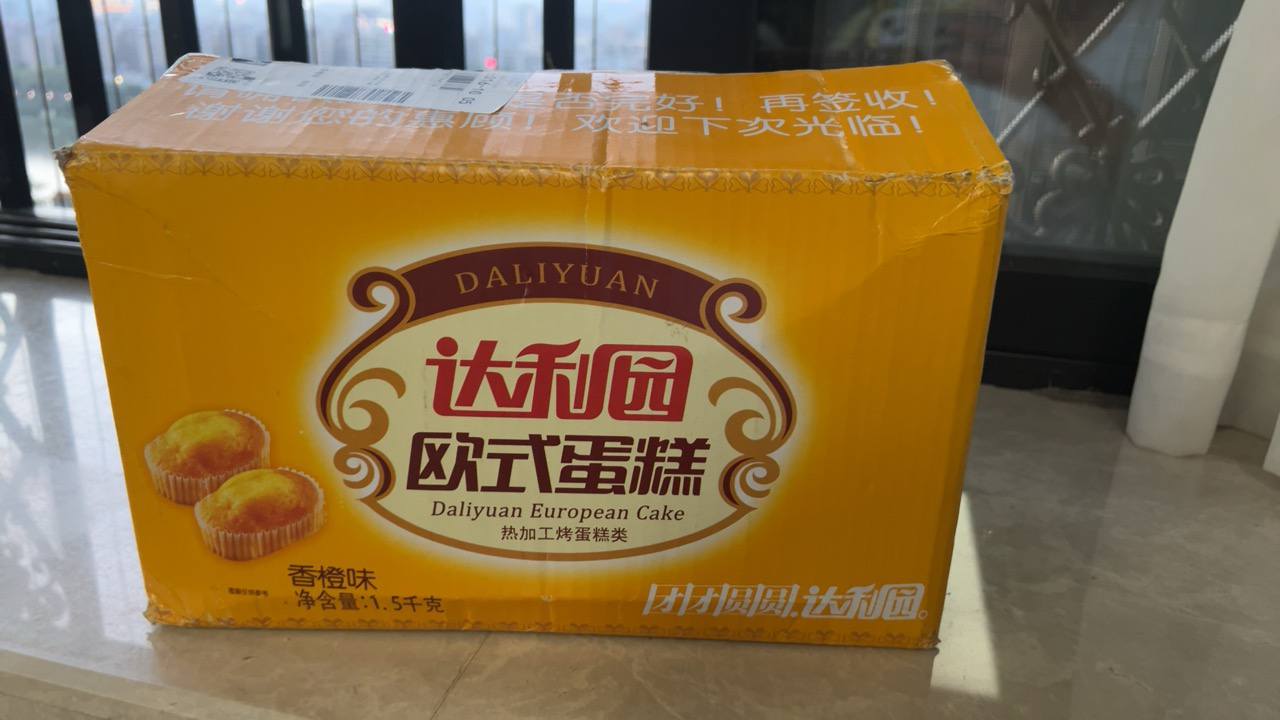 是否完好！再签收！
谢谢您的惠顾！欢迎下次光临！
DALIYUAN
达利园
欧式蛋糕
Daliyuan European Cake
热加工烤蛋糕类
香橙味
净含量:1.5千克
团团圆圆,达利园®